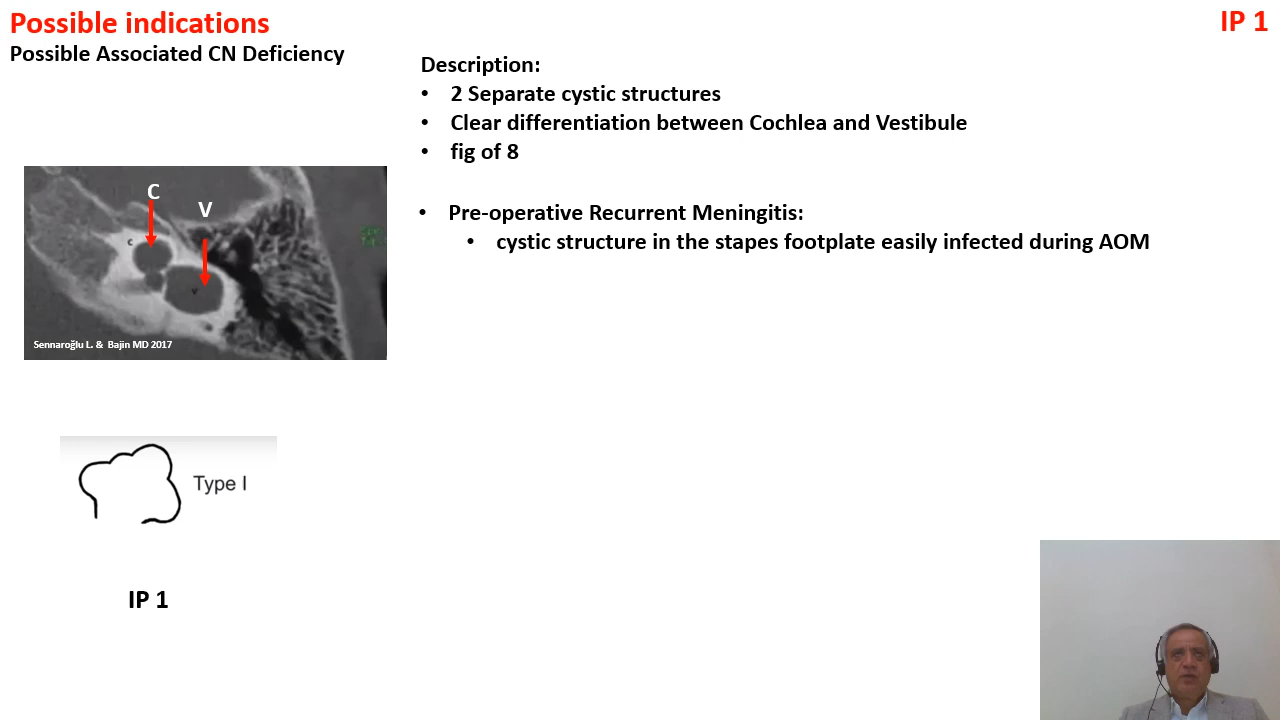 Possible indications
IP 1
Possible Associated CN Deficiency
Description:
• 2 Separate cystic structures
• Clear differentiation between Cochlea and Vestibule
• fig of 8
• Pre-operative Recurrent Meningitis:
• cystic structure in the stapes footplate easily infected during AOM
C
V
c
v
Sennaroğlu L. & Bajin MD 2017
Type I
IP 1